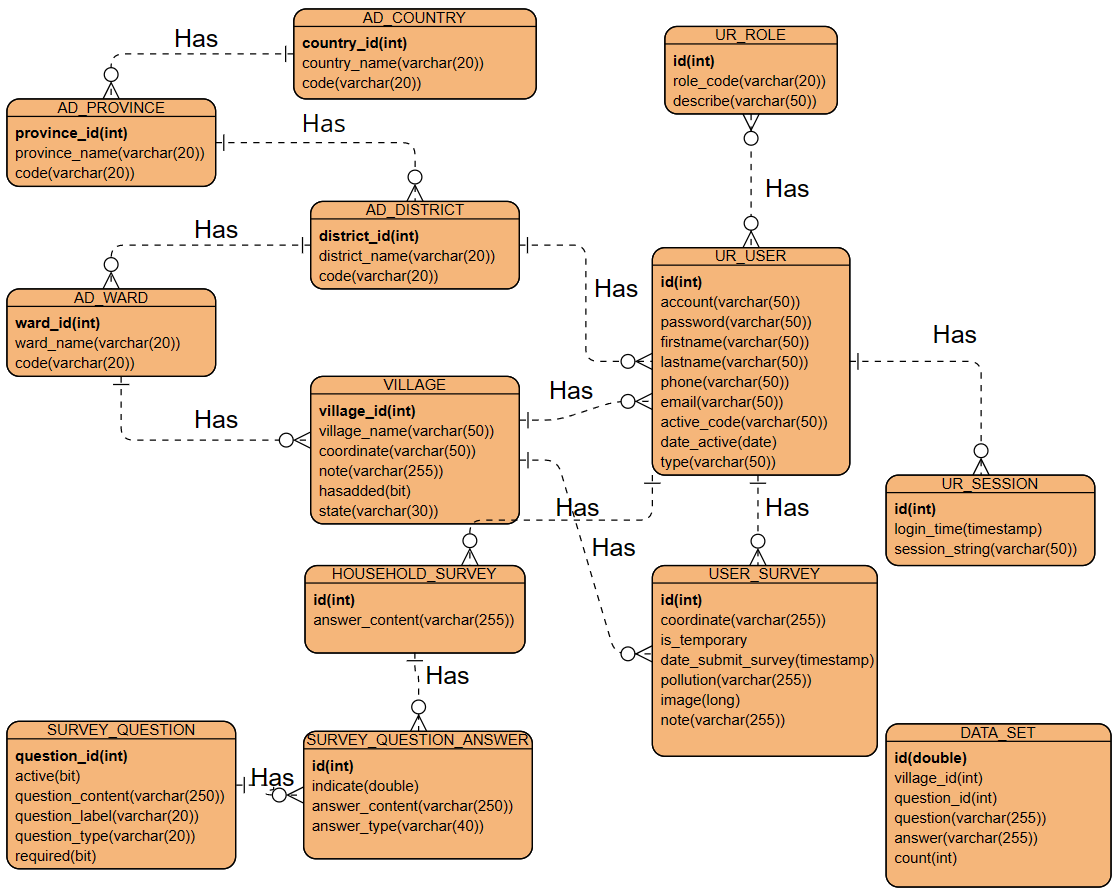 AD_COUNTRY
country_id(int)
country_name(varchar(20))
code(varchar(20))
Has
UR_ROLE
id(int)
role_code(varchar(20))
describe(varchar(50))
AD_PROVINCE
province_id(int)
province_name(varchar(20))
code(varchar(20))
Has
Has
AD_DISTRICT
district_id(int)
district_name(varchar(20))
code(varchar(20))
Has
Has
UR_USER
id(int)
account(varchar(50))
password(varchar(50))
firstname(varchar(50))
lastname(varchar(50))
phone(varchar(50))
email(varchar(50))
active_code(varchar(50))
date_active(date)
type(varchar(50))
AD_WARD
ward_id(int)
ward_name(varchar(20))
code(varchar(20))
Has
Has
Has
VILLAGE
village_id(int)
village_name(varchar(50))
coordinate(varchar(50))
note(varchar(255))
hasadded(bit)
state(varchar(30))
UR_SESSION
id(int)
login_time(timestamp)
session_string(varchar(50))
Has
Has
Has
HOUSEHOLD_SURVEY
id(int)
answer_content(varchar(255))
USER_SURVEY
id(int)
coordinate(varchar(255))
is_temporary
date_submit_survey(timestamp)
pollution(varchar(255))
image(long)
note(varchar(255))
Has
SURVEY_QUESTION
question_id(int)
active(bit)
question_content(varchar(250))
question_label(varchar(20))
question_type(varchar(20))
required(bit)
Has
SURVEY_QUESTION_ANSWER
id(int)
indicate(double)
answer_content(varchar(250))
answer_type(varchar(40))
DATA_SET
id(double)
village_id(int)
question_id(int)
question(varchar(255))
answer(varchar(255))
count(int)